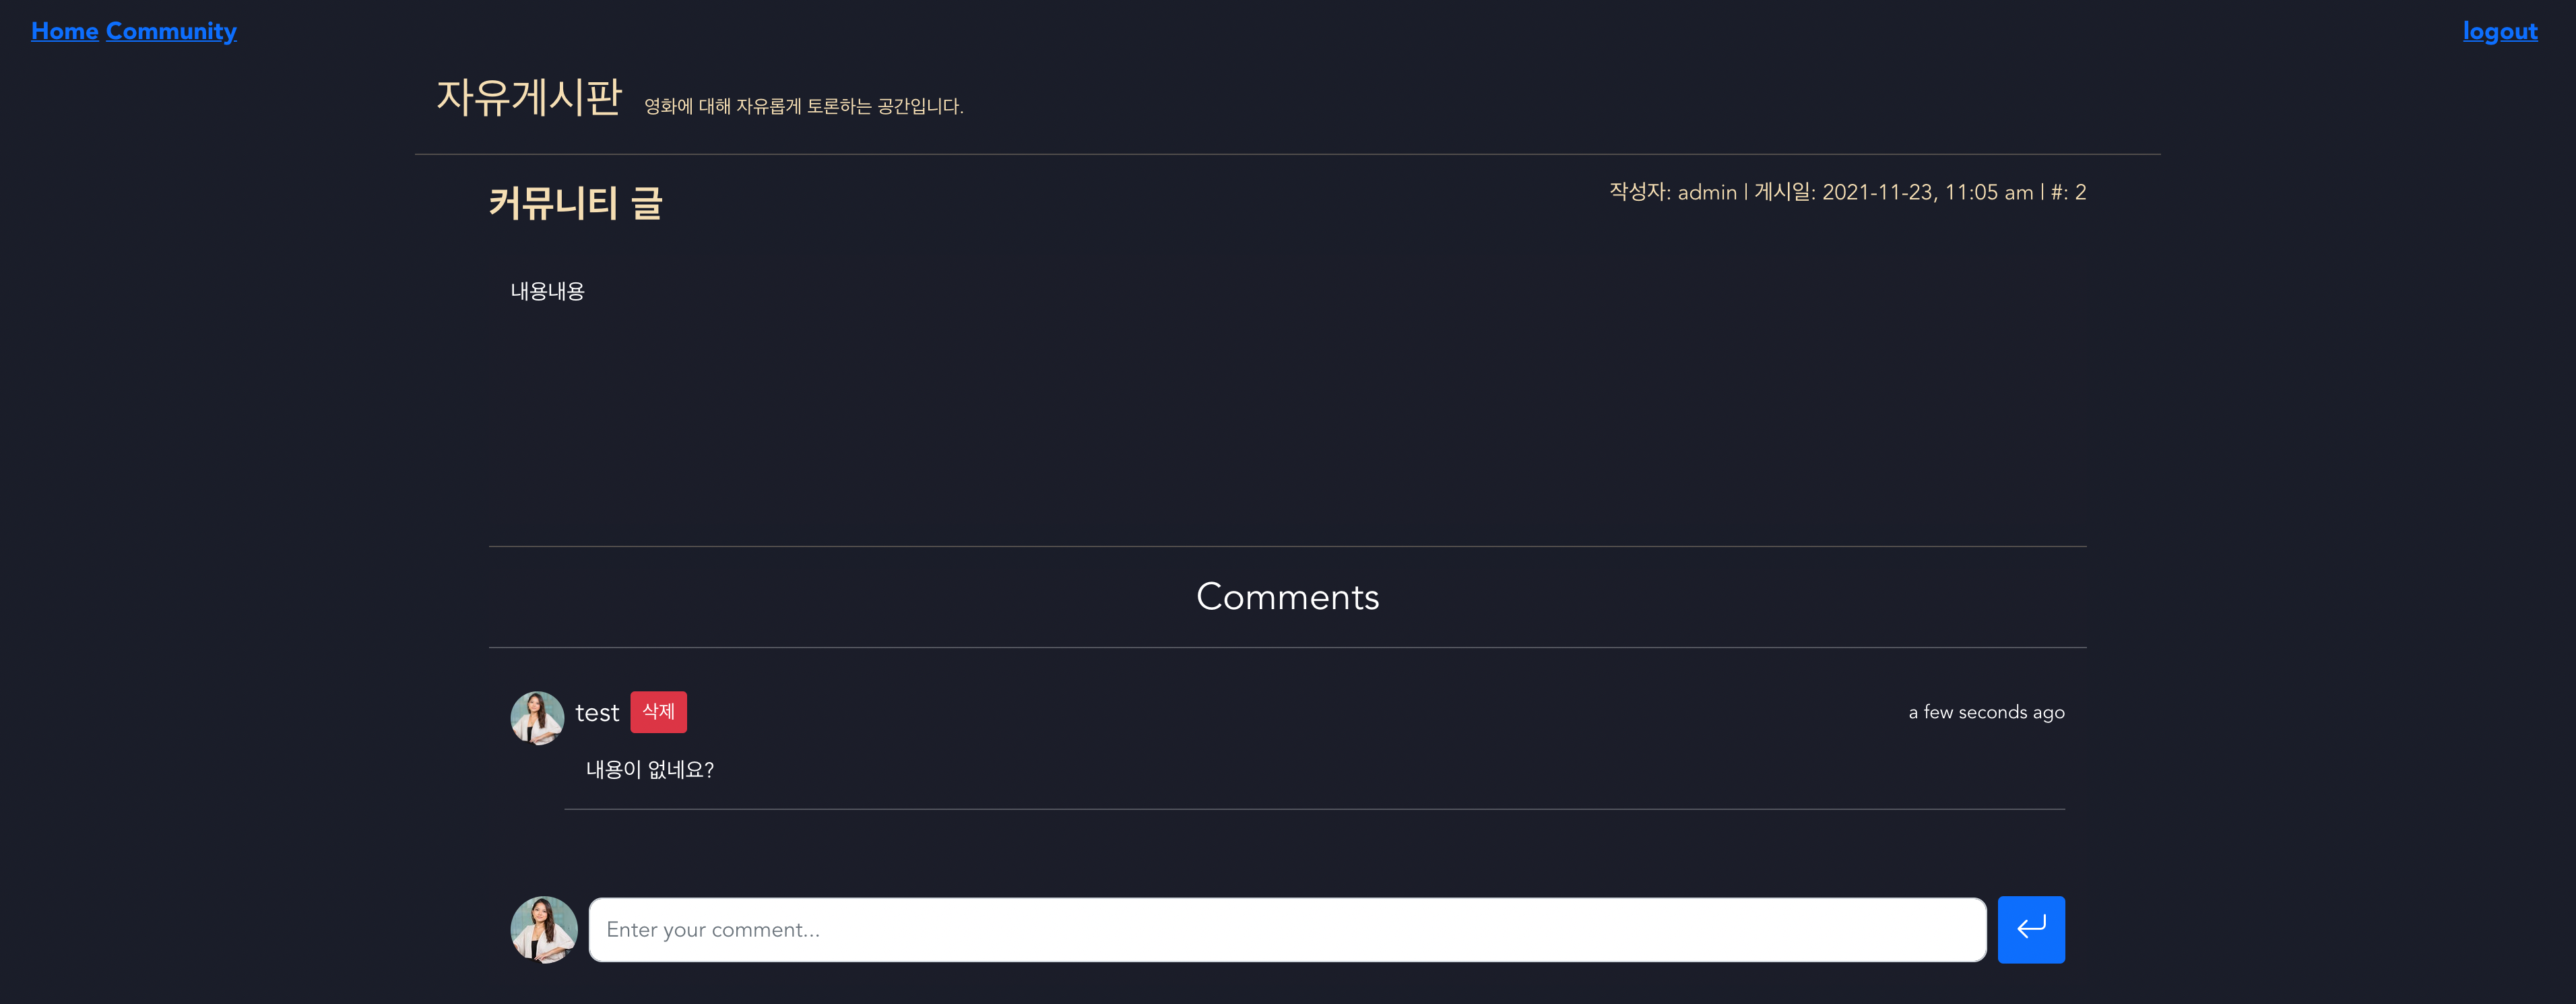 Home Community logout
자유게시판 영화에 대해 자유롭게 토론하는 공간입니다.
커뮤니티 글 작성자: admin | 게시일: 2021-11-23, 11:05 am | #: 2
내용내용
Comments
test 삭제 a few seconds ago
내용이 없네요?
Enter your comment...